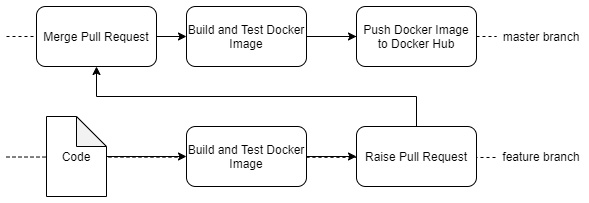 Merge Pull Request
Build and Test Docker
Image
Push Docker Image
to Docker Hub
master branch
Code
Build and Test Docker
Image
Raise Pull Request
feature branch